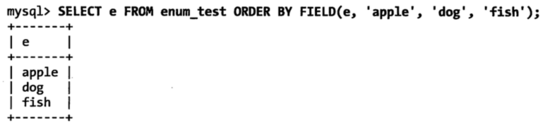 mysql> SELECT e FROM enum_test ORDER BY FIELD(e, 'apple', 'dog', 'fish');
+-------+
| e     |
+-------+
| apple |
| dog   |
| fish  |
+-------+